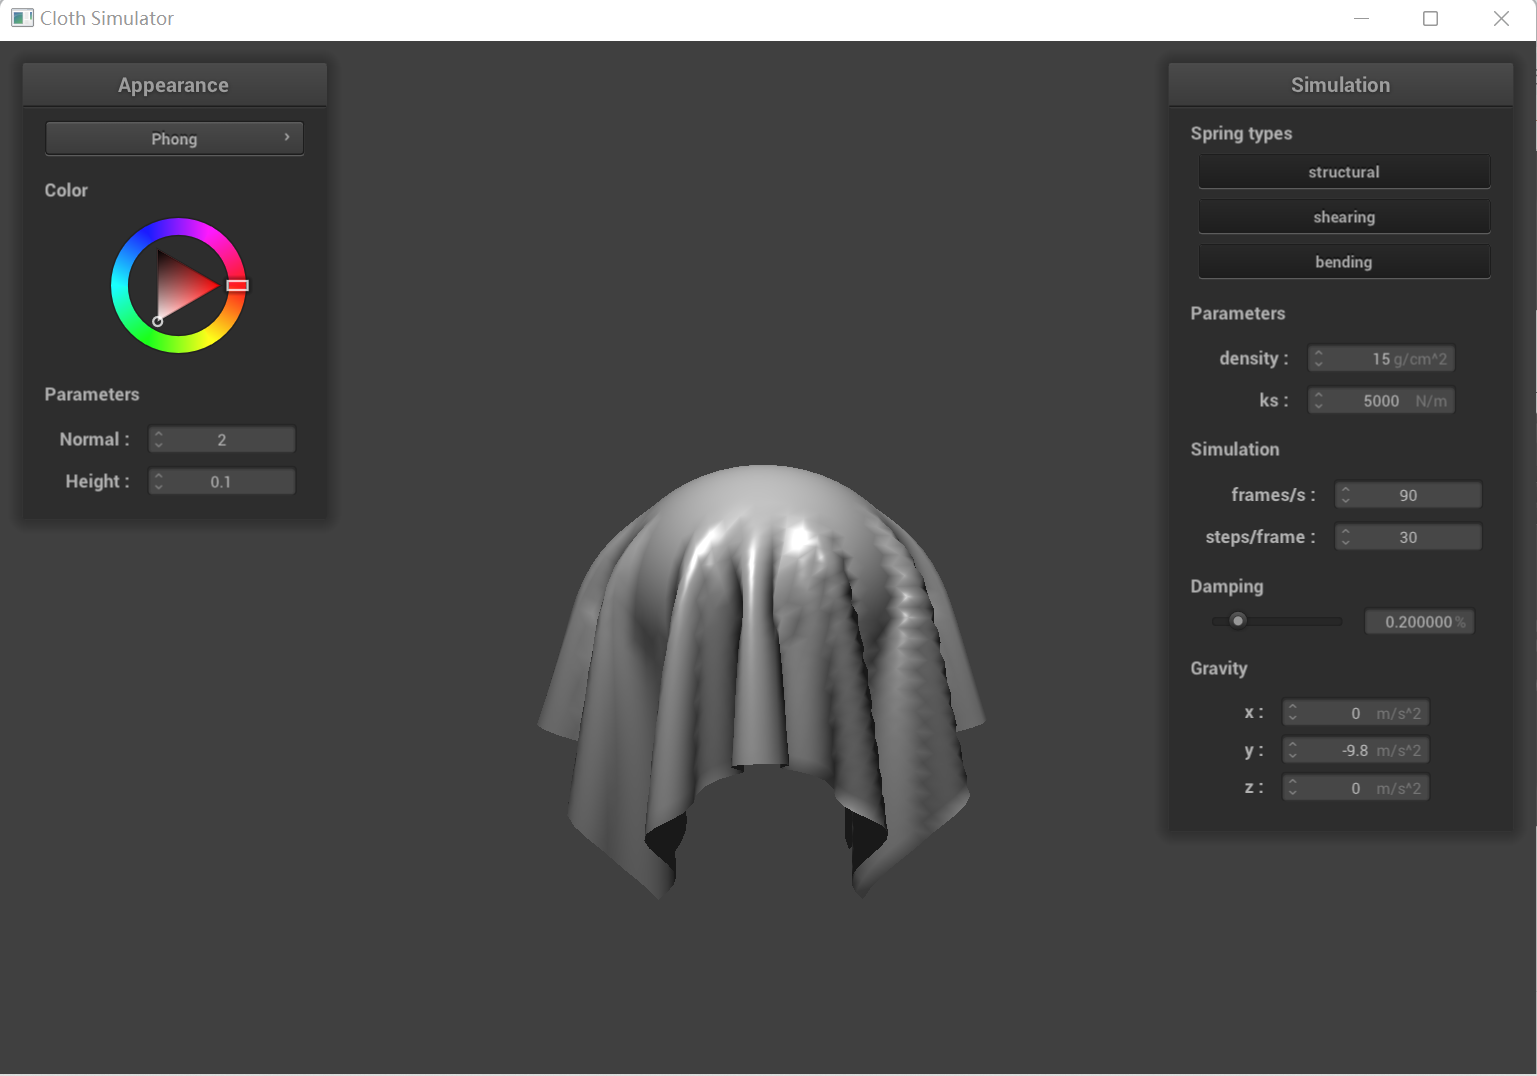 Cloth Simulator
Appearance
Phong
Color
Parameters
Normal : 2
Height : 0.1
Simulation
Spring types
structural
shearing
bending
Parameters
density : 15 g/cm^2
ks : 5000 N/m
Simulation
frames/s : 90
steps/frame : 30
Damping
0.200000 %
Gravity
x : 0 m/s^2
y : -9.8 m/s^2
z : 0 m/s^2